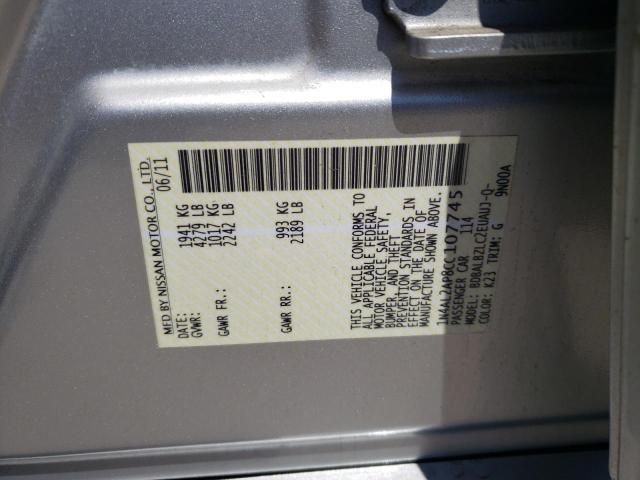 MFD BY NISSAN MOTOR CO., LTD.
DATE: 06/11
GVWR: 1941 KG
4279 LB
GAWR FR.: 1017 KG
2242 LB
GAWR RR.: 993 KG
2189 LB
THIS VEHICLE CONFORMS TO
ALL APPLICABLE FEDERAL
MOTOR VEHICLE SAFETY,
BUMPER, AND THEFT
PREVENTION STANDARDS IN
EFFECT ON THE DATE OF
MANUFACTURE SHOWN ABOVE.
1N4AL2AP8CC107745
PASSENGER CAR 114
MODEL: BDBALBZLC2EUAUJ-Q-
COLOR: K23 TRIM: G 9N00A